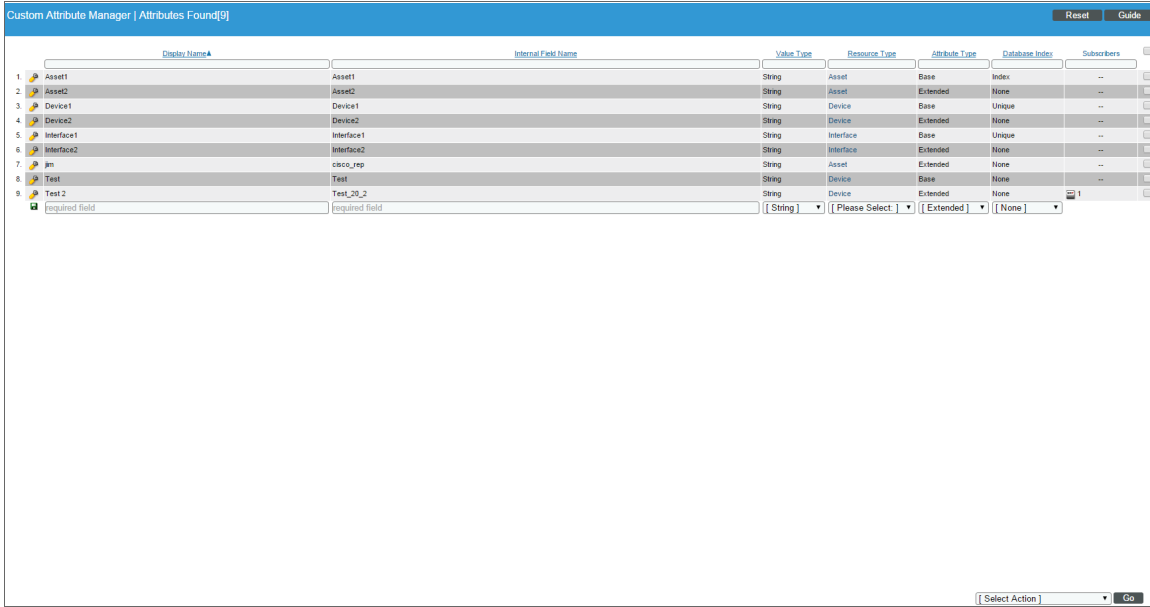 Custom Attribute Manager | Attributes Found[9] Reset Guide
Display Name▲ Internal Field Name Value Type Resource Type Attribute Type Database Index Subscribers
1. Asset1 Asset1 String Asset Base Index --
2. Asset2 Asset2 String Asset Extended None --
3. Device1 Device1 String Device Base Unique --
4. Device2 Device2 String Device Extended None --
5. Interface1 Interface1 String Interface Base Unique --
6. Interface2 Interface2 String Interface Extended None --
7. jim cisco_rep String Asset Extended None --
8. Test Test String Device Base None --
9. Test 2 Test_20_2 String Device Extended None 1
required field required field [ String ] [ Please Select: ] [ Extended ] [ None ]
[ Select Action ] Go